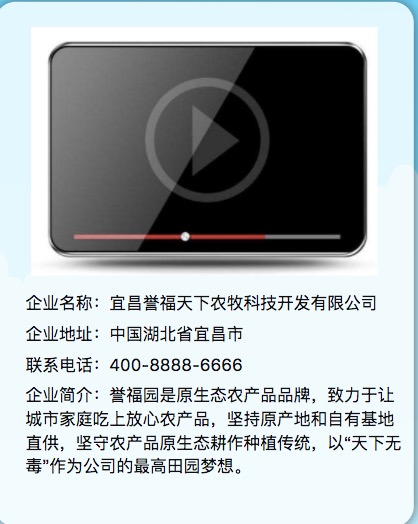 企业名称：宜昌誉福天下农牧科技开发有限公司
企业地址：中国湖北省宜昌市
联系电话：400-8888-6666
企业简介：誉福园是原生态农产品品牌，致力于让
城市家庭吃上放心农产品，坚持原产地和自有基地
直供，坚守农产品原生态耕作种植传统，以“天下无
毒”作为公司的最高田园梦想。